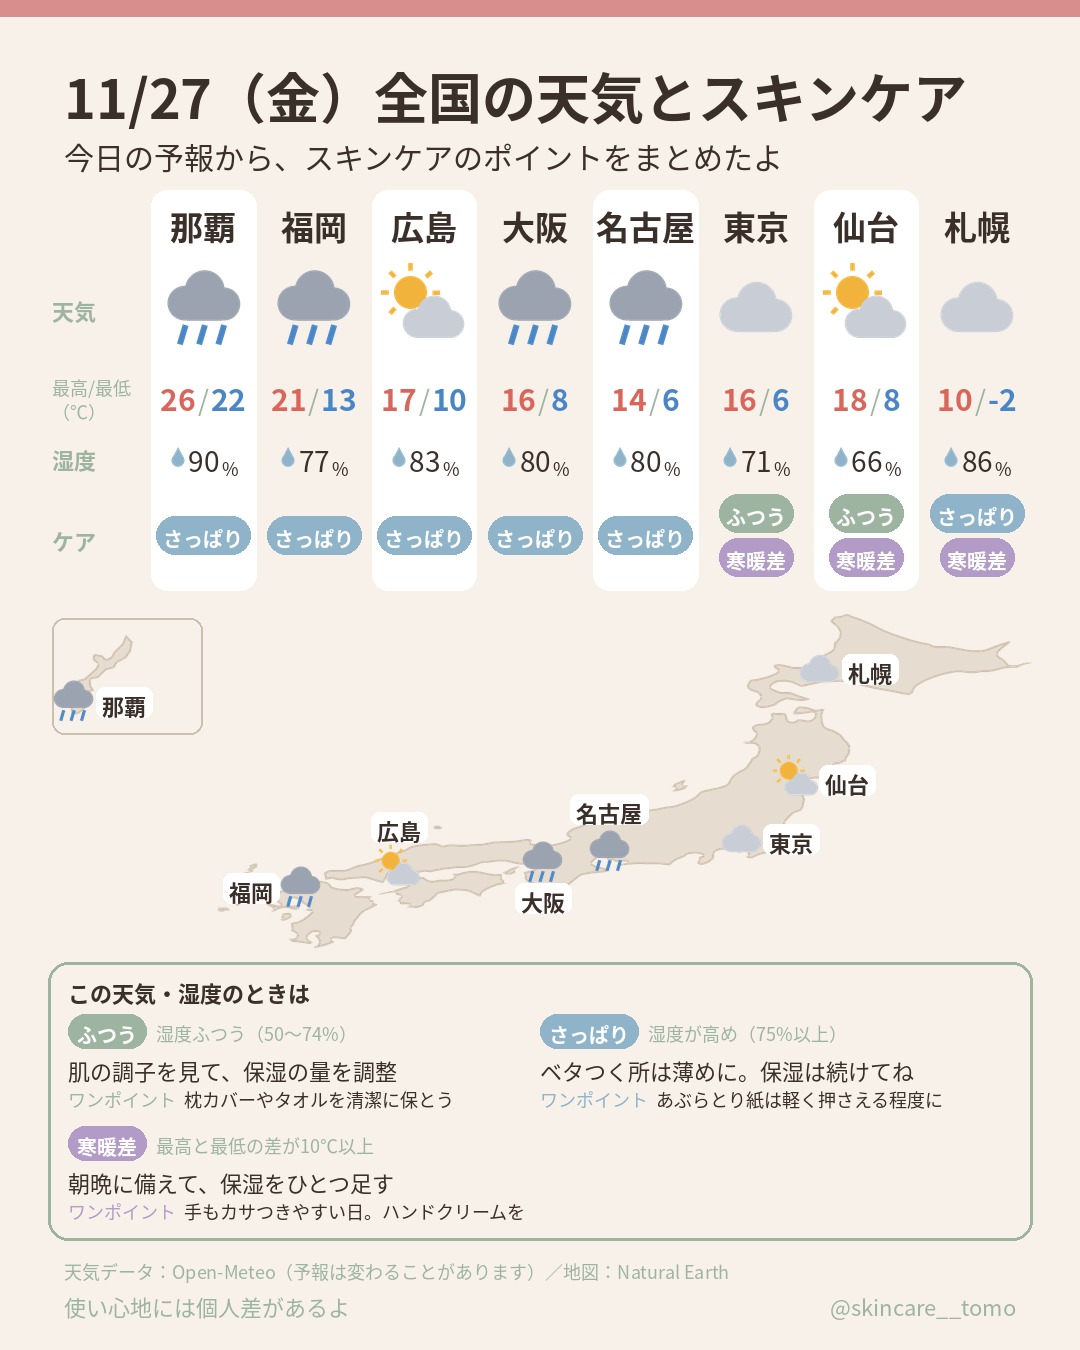 11/27（金）全国の天気とスキンケア
今日の予報から、スキンケアのポイントをまとめたよ
那覇 福岡 広島 大阪 名古屋 東京 仙台 札幌
天気
最高/最低
（℃）
26/22 21/13 17/10 16/8 14/6 16/6 18/8 10/-2
湿度
90% 77% 83% 80% 80% 71% 66% 86%
ケア
さっぱり さっぱり さっぱり さっぱり さっぱり ふつう ふつう さっぱり
寒暖差 寒暖差 寒暖差
札幌
那覇
仙台
名古屋
広島
東京
福岡
大阪
この天気・湿度のときは
ふつう 湿度ふつう（50〜74%）
肌の調子を見て、保湿の量を調整
ワンポイント 枕カバーやタオルを清潔に保とう
さっぱり 湿度が高め（75%以上）
ベタつく所は薄めに。保湿は続けてね
ワンポイント あぶらとり紙は軽く押さえる程度に
寒暖差 最高と最低の差が10℃以上
朝晩に備えて、保湿をひとつ足す
ワンポイント 手もカサつきやすい日。ハンドクリームを
天気データ：Open-Meteo（予報は変わることがあります）／地図：Natural Earth
使い心地には個人差があるよ
@skincare__tomo